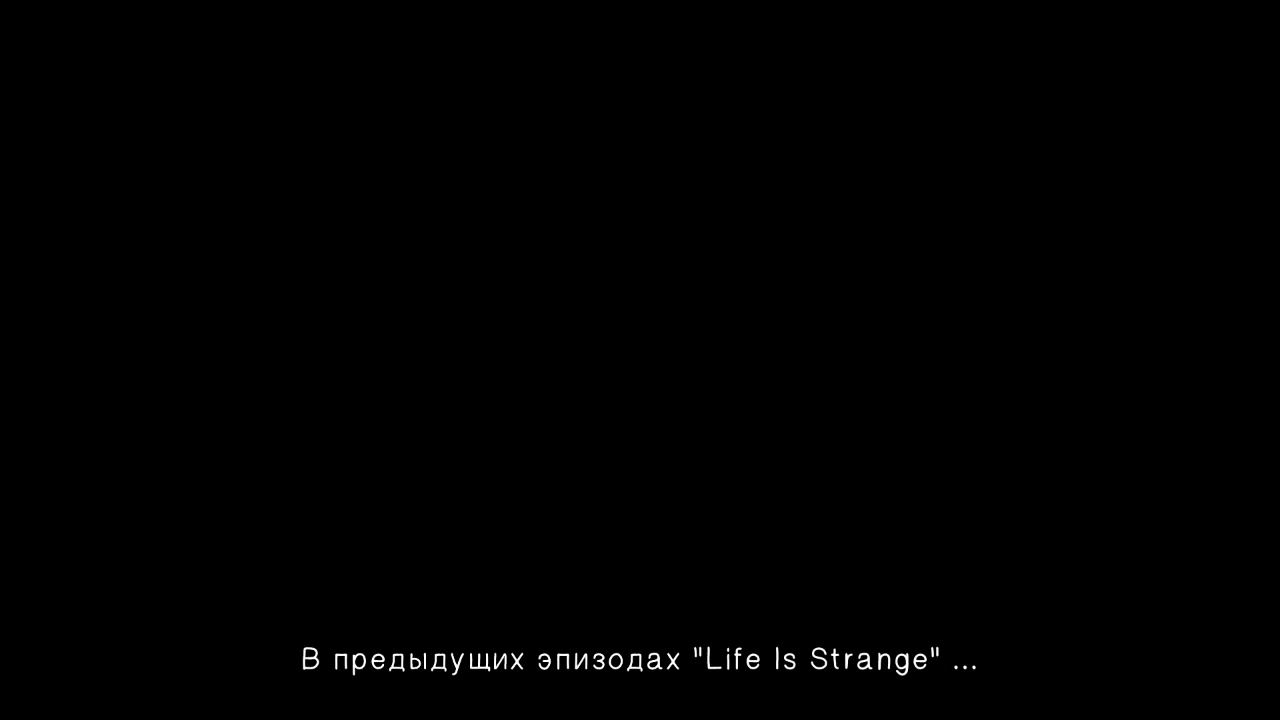 В предыдущих эпизодах "Life Is Strange" ...